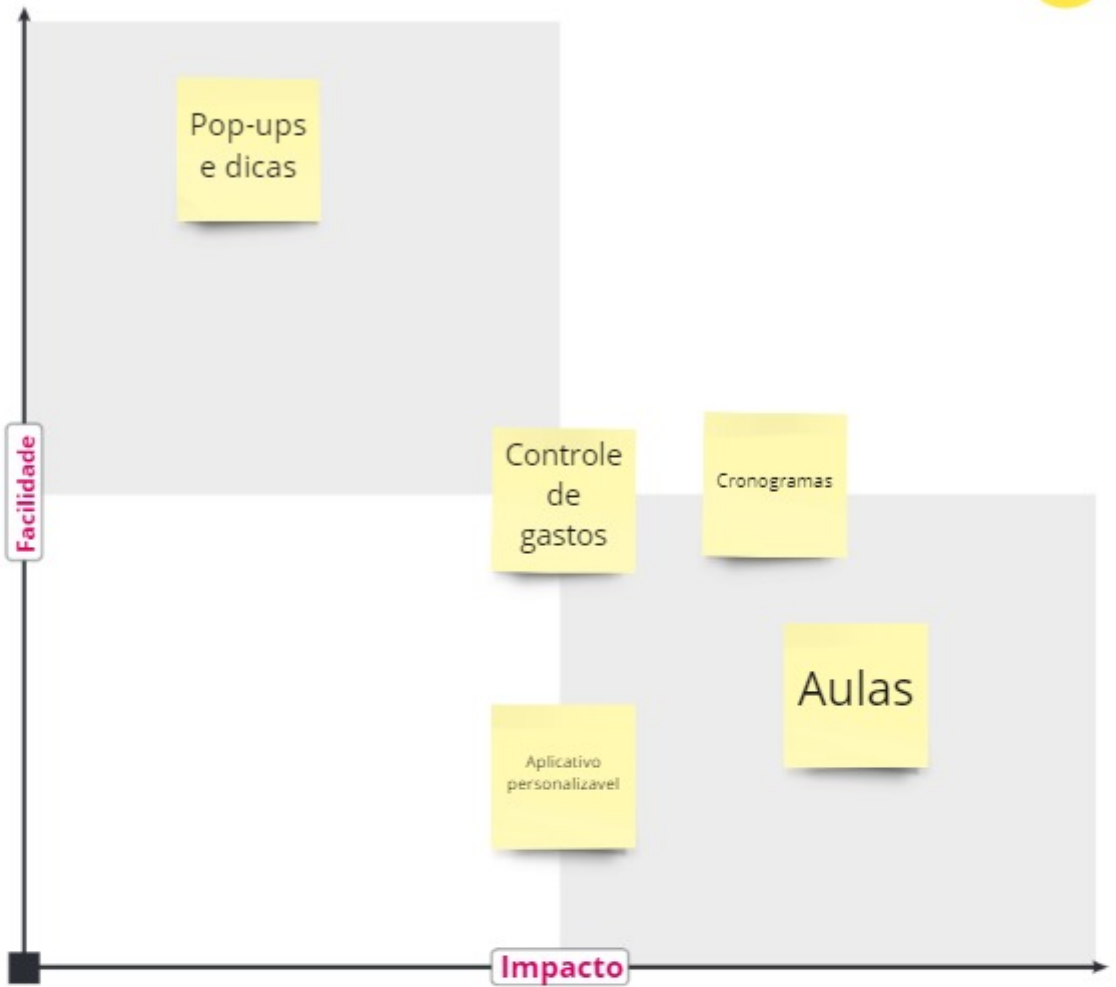 Pop-ups
e dicas
Facilidade
Controle
de
gastos
Cronogramas
Aulas
Aplicativo
personalizavel
Impacto